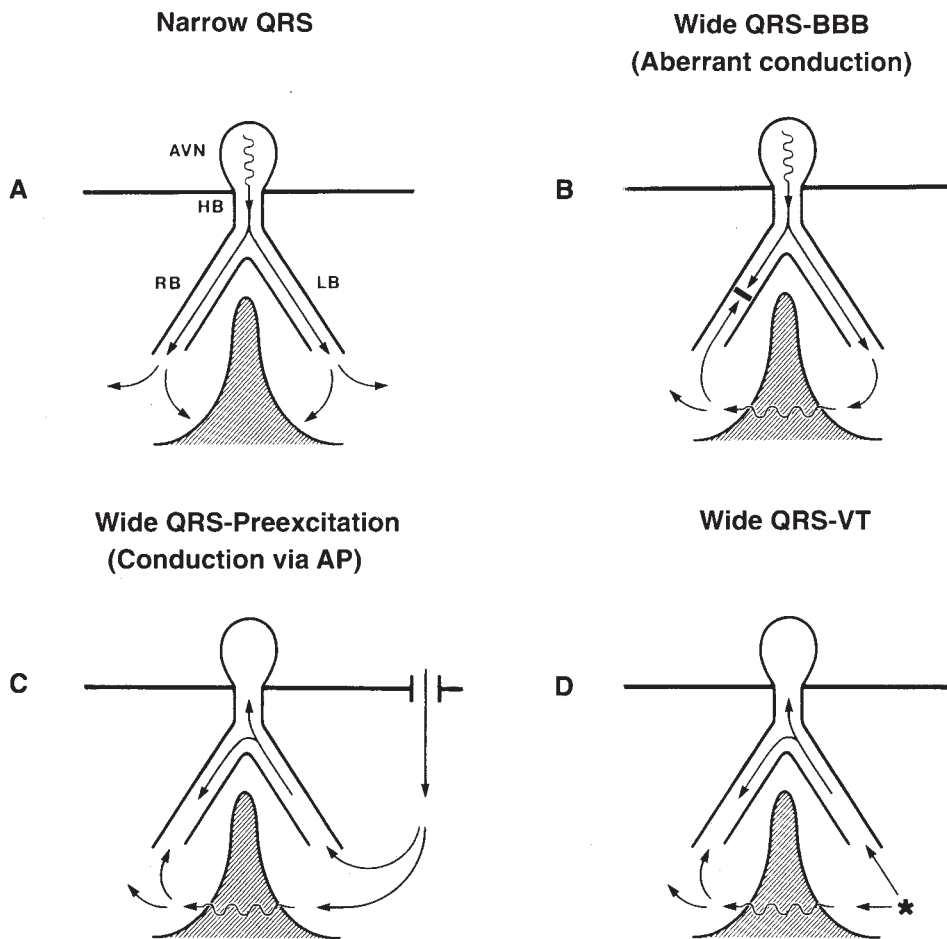 Narrow QRS
Wide QRS-BBB
(Aberrant conduction)
A
AVN
HB
RB
LB
B
Wide QRS-Preexcitation
(Conduction via AP)
Wide QRS-VT
C
D
*